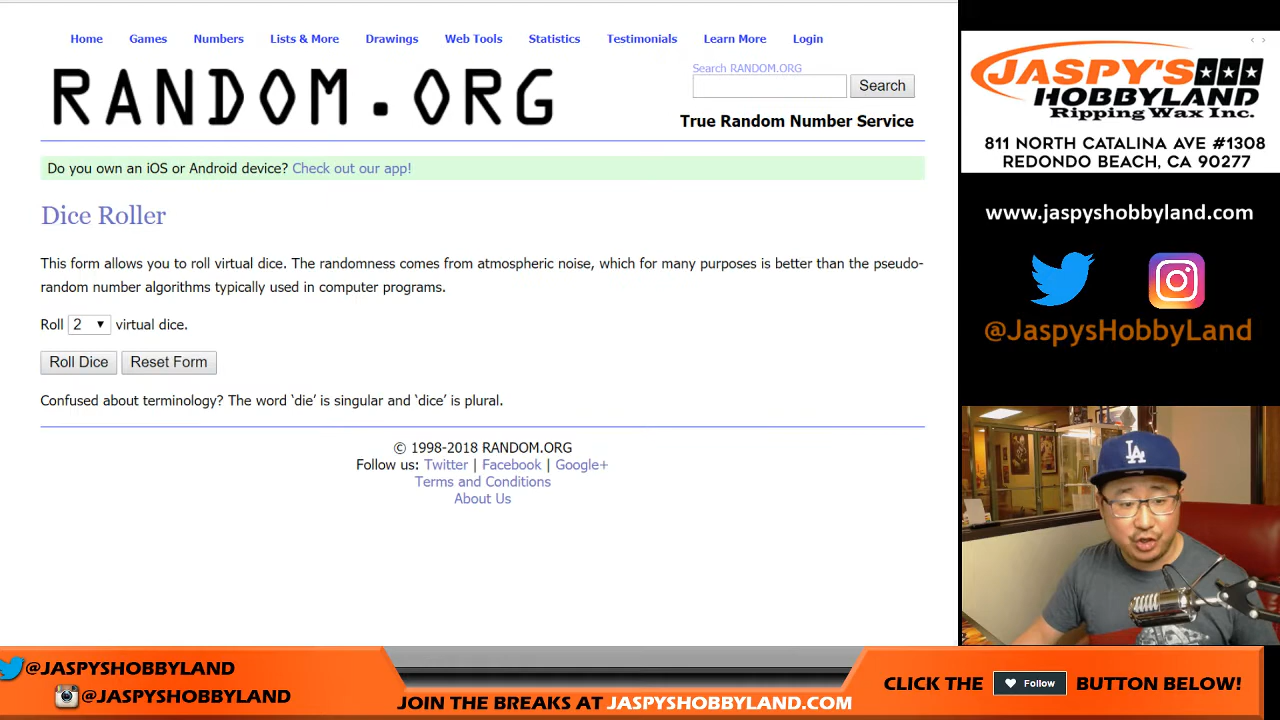 Home Games Numbers Lists & More Drawings Web Tools Statistics Testimonials Learn More Login
RANDOM.ORG
Search RANDOM.ORG
Search
True Random Number Service
Do you own an iOS or Android device? Check out our app!
Dice Roller
This form allows you to roll virtual dice. The randomness comes from atmospheric noise, which for many purposes is better than the pseudo-
random number algorithms typically used in computer programs.
Roll 2 virtual dice.
Roll Dice Reset Form
Confused about terminology? The word ‘die’ is singular and ‘dice’ is plural.
© 1998-2018 RANDOM.ORG
Follow us: Twitter | Facebook | Google+
Terms and Conditions
About Us
JASPY'S
HOBBYLAND
Ripping Wax Inc.
811 NORTH CATALINA AVE #1308
REDONDO BEACH, CA 90277
www.jaspyshobbyland.com
@JaspysHobbyLand
LA
@JASPYSHOBBYLAND
@JASPYSHOBBYLAND
JOIN THE BREAKS AT JASPYSHOBBYLAND.COM
CLICK THE Follow BUTTON BELOW!